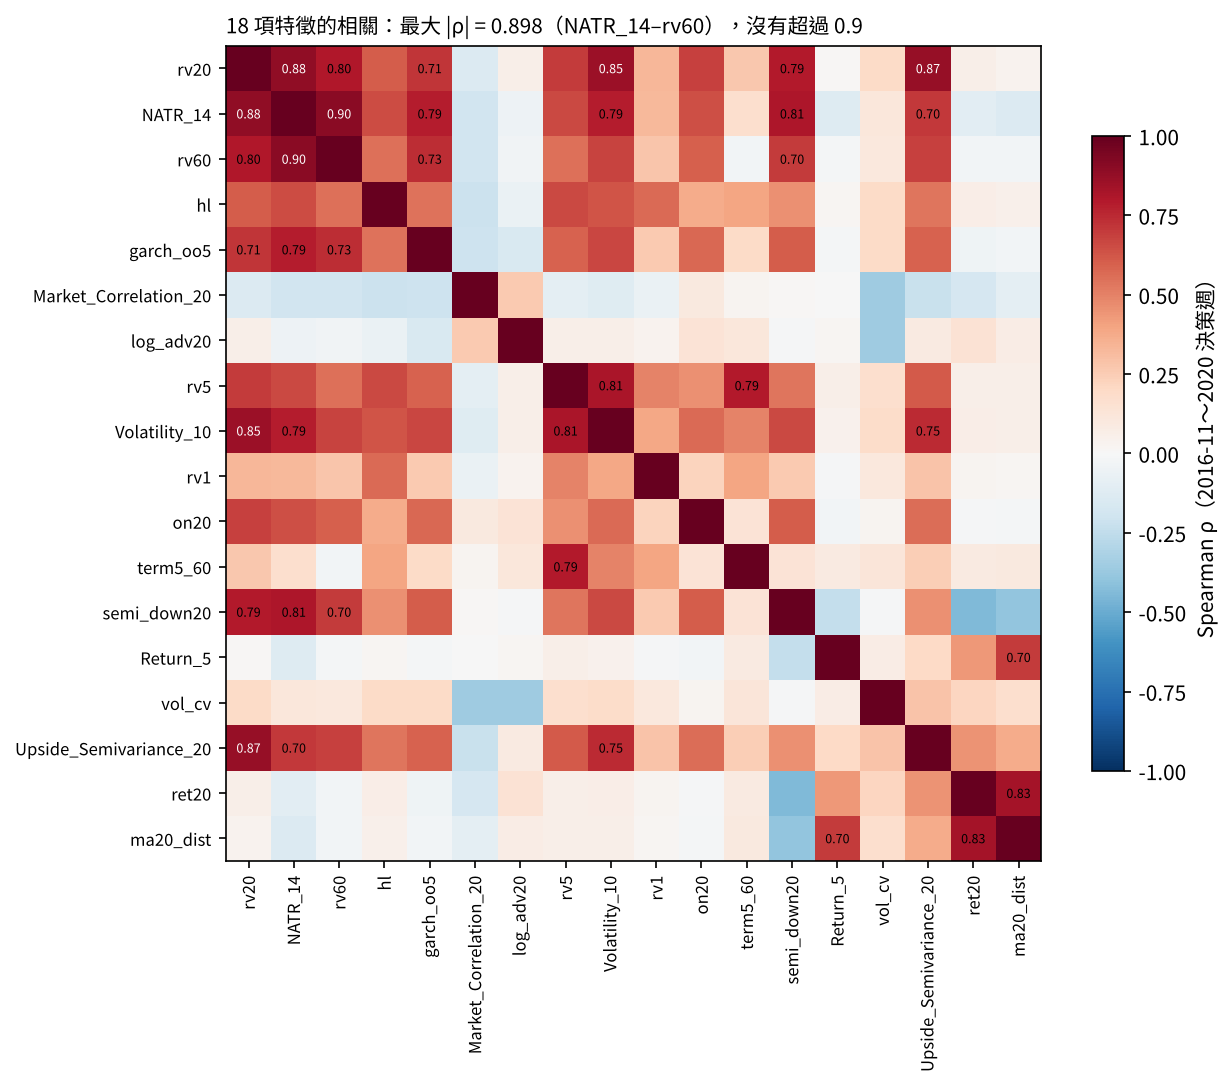 18 項特徵的相關：最大 |ρ| = 0.898（NATR_14–rv60），沒有超過 0.9
rv20 0.88 0.80 0.71 0.85 0.79 0.87
NATR_14 0.88 0.90 0.79 0.79 0.81 0.70
rv60 0.80 0.90 0.73 0.70
hl
garch_oo5 0.71 0.79 0.73
Market_Correlation_20
log_adv20
rv5 0.81 0.79
Volatility_10 0.85 0.79 0.81 0.75
rv1
on20
term5_60 0.79
semi_down20 0.79 0.81 0.70
Return_5 0.70
vol_cv
Upside_Semivariance_20 0.87 0.70 0.75
ret20 0.83
ma20_dist 0.70 0.83
rv20
NATR_14
rv60
hl
garch_oo5
Market_Correlation_20
log_adv20
rv5
Volatility_10
rv1
on20
term5_60
semi_down20
Return_5
vol_cv
Upside_Semivariance_20
ret20
ma20_dist
1.00
0.75
0.50
0.25
0.00
-0.25
-0.50
-0.75
-1.00
Spearman ρ（2016-11～2020 決策週）